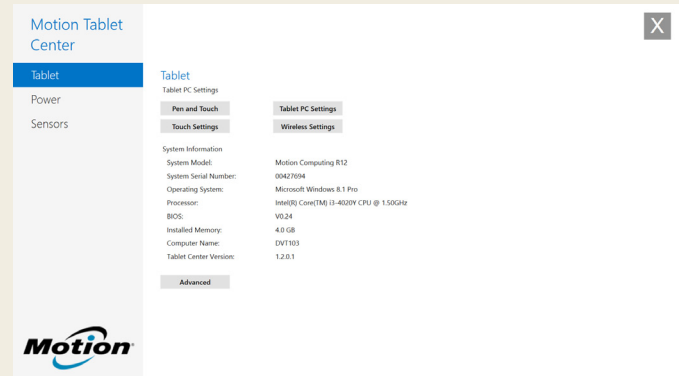 Motion Tablet
Center
X
Tablet
Power
Sensors
Tablet
Tablet PC Settings
Pen and Touch
Tablet PC Settings
Touch Settings
Wireless Settings
System Information
System Model: Motion Computing R12
System Serial Number: 00427694
Operating System: Microsoft Windows 8.1 Pro
Processor: Intel(R) Core(TM) i3-4020Y CPU @ 1.50GHz
BIOS: V0.24
Installed Memory: 4.0 GB
Computer Name: DVT103
Tablet Center Version: 1.2.0.1
Advanced
Motion